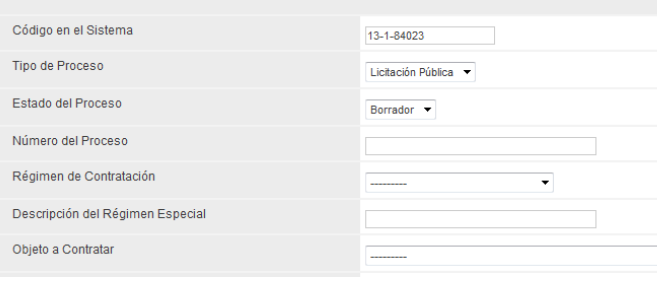 Código en el Sistema 13-1-84023
Tipo de Proceso Licitación Pública
Estado del Proceso Borrador
Número del Proceso
Régimen de Contratación ---------
Descripción del Régimen Especial
Objeto a Contratar ---------